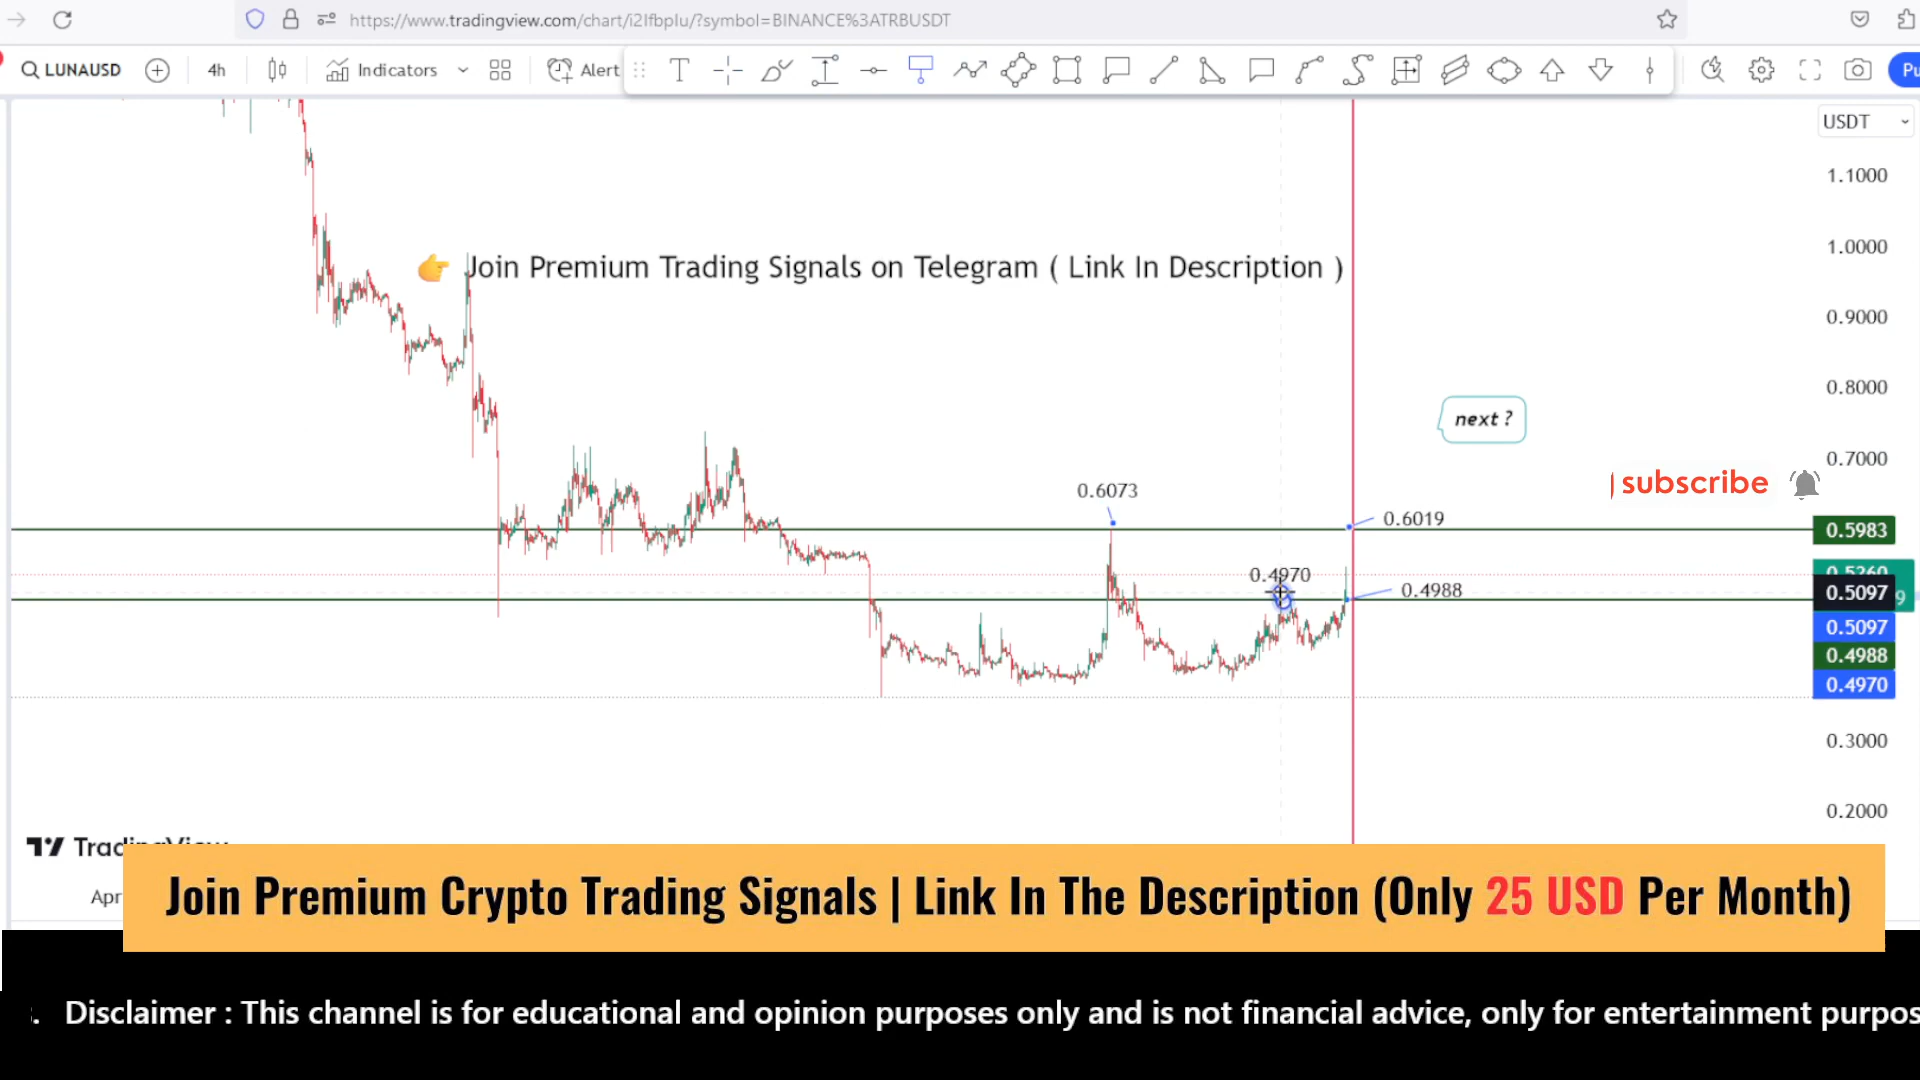 https://www.tradingview.com/chart/i2Ifbplu/?symbol=BINANCE%3ATRBUSDT
LUNAUSD 4h Indicators Alert
USDT
1.1000
1.0000
Join Premium Trading Signals on Telegram ( Link In Description )
0.9000
0.8000
next ?
0.7000
subscribe
0.6073
0.6019
0.5983
0.4970
0.4988
0.5097
0.5097
0.4988
0.4970
0.3000
0.2000
TradingView
Apr
Join Premium Crypto Trading Signals | Link In The Description (Only 25 USD Per Month)
Disclaimer : This channel is for educational and opinion purposes only and is not financial advice, only for entertainment purpos